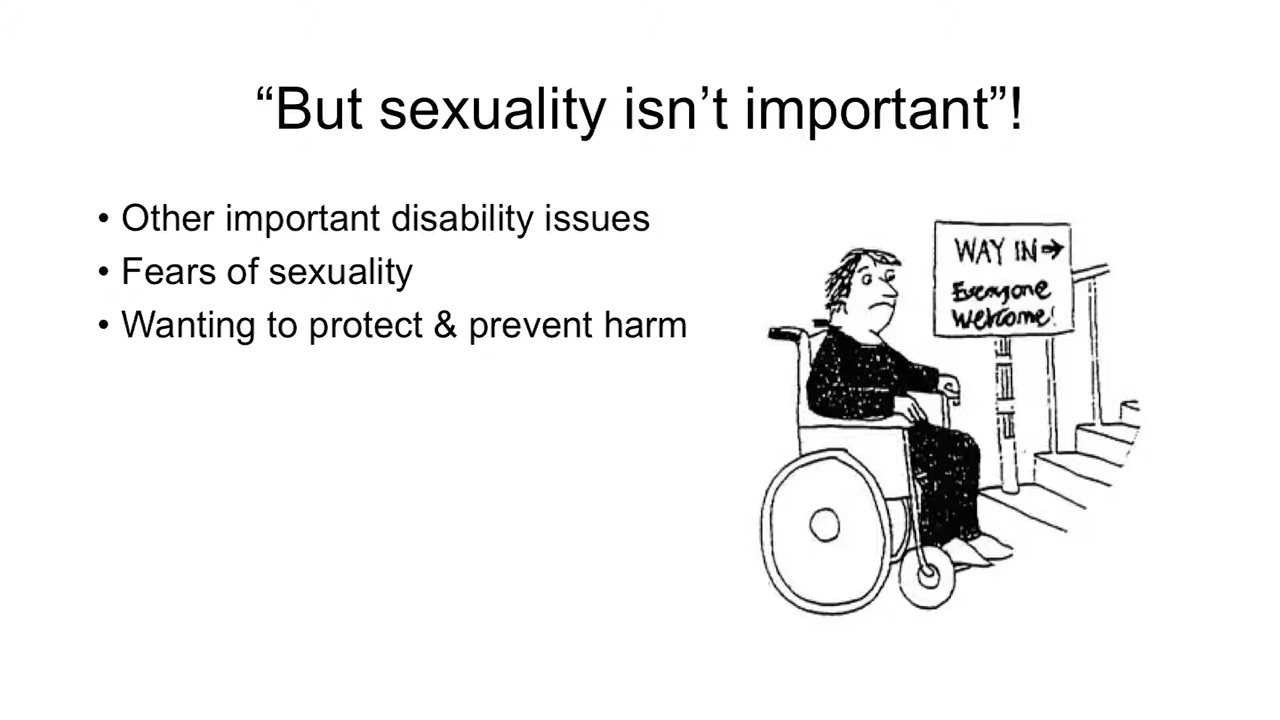 “But sexuality isn’t important”!
• Other important disability issues
• Fears of sexuality
• Wanting to protect & prevent harm
WAY IN →
Everyone
Welcome!